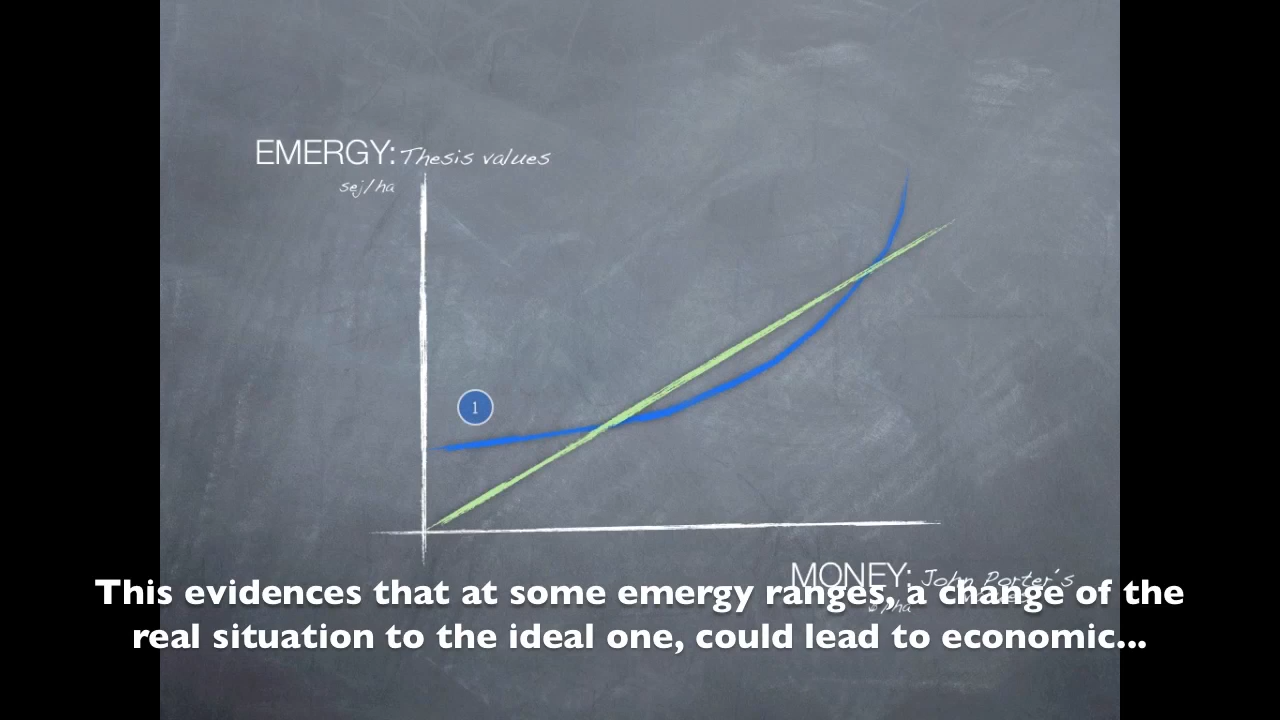 EMERGY: Thesis values
sej/ha
1
MONEY: John Porter's
$/ha
This evidences that at some emergy ranges, a change of the
real situation to the ideal one, could lead to economic...